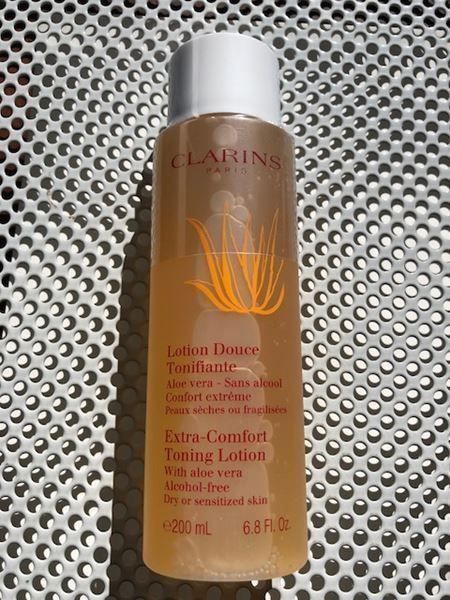 CLARINS
PARIS
Lotion Douce
Tonifiante
Aloe vera - Sans alcool
Confort extrême
Peaux sèches ou fragilisées
Extra-Comfort
Toning Lotion
With aloe vera
Alcohol-free
Dry or sensitized skin
℮200 mL 6.8 Fl. Oz.